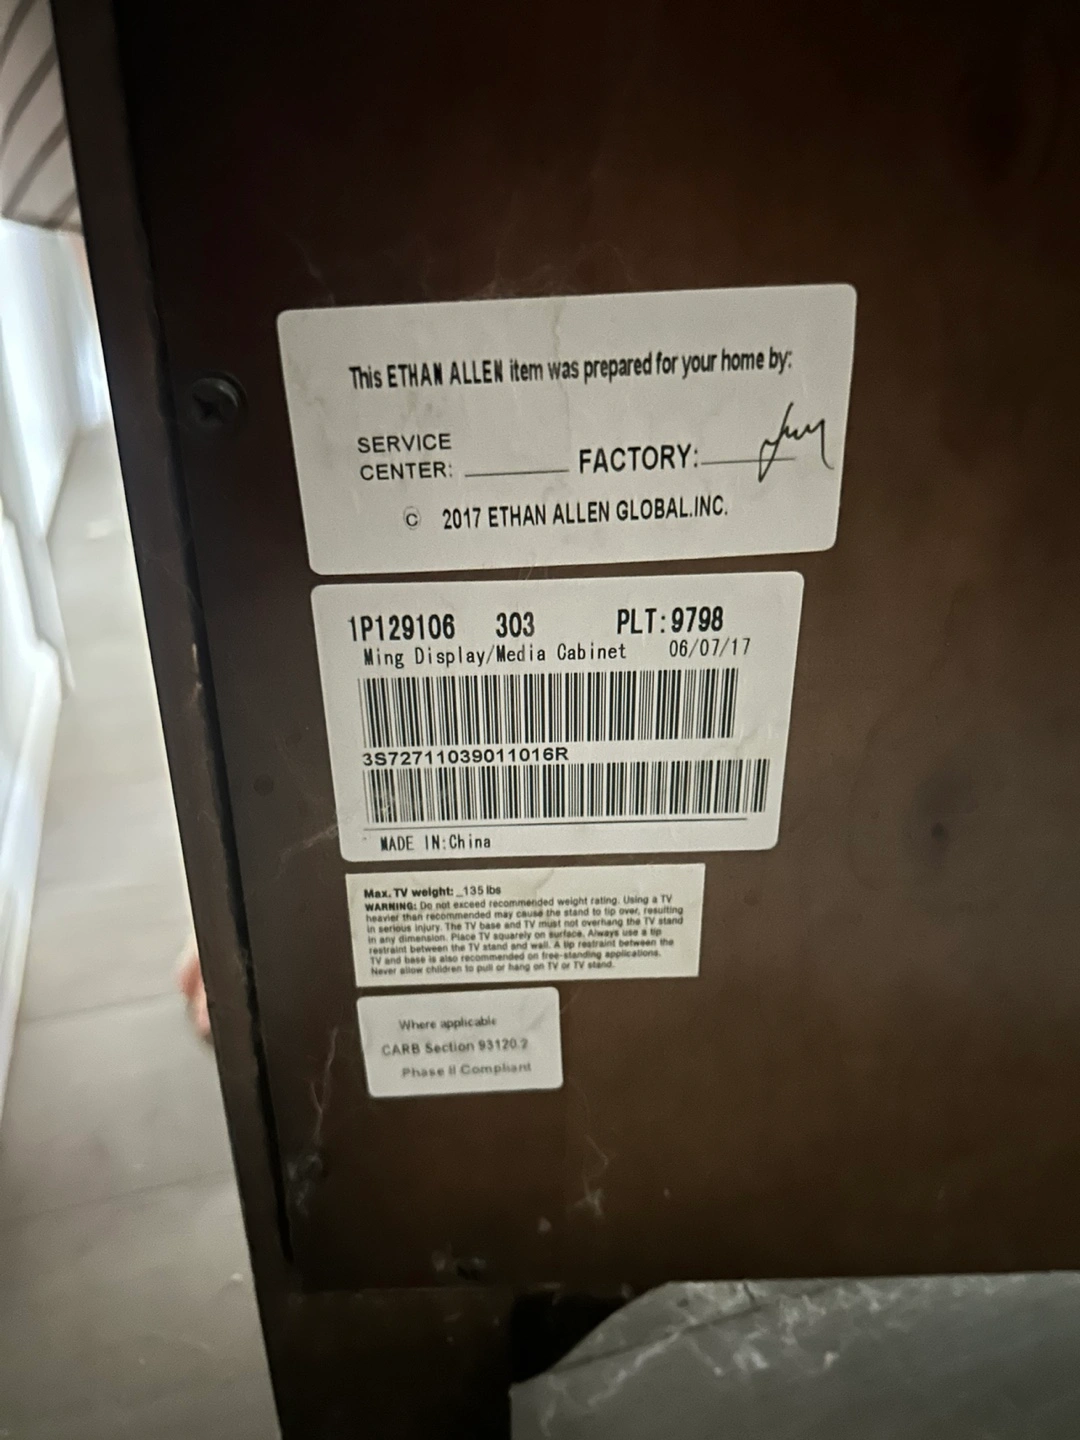 This ETHAN ALLEN item was prepared for your home by:
SERVICE
CENTER: ________ FACTORY: ________
© 2017 ETHAN ALLEN GLOBAL.INC.
1P129106 303 PLT:9798
Ming Display/Media Cabinet 06/07/17
3S72711039011016R
MADE IN:China
Max. TV weight: _135 lbs
WARNING: Do not exceed recommended weight rating. Using a TV
heavier than recommended may cause the stand to tip over, resulting
in serious injury. The TV base and TV must not overhang the TV stand
in any dimension. Place TV squarely on surface. Always use a tip
restraint between the TV stand and wall. A tip restraint between the
TV and base is also recommended on free-standing applications.
Never allow children to pull or hang on TV or TV stand.
Where applicable
CARB Section 93120.2
Phase II Compliant